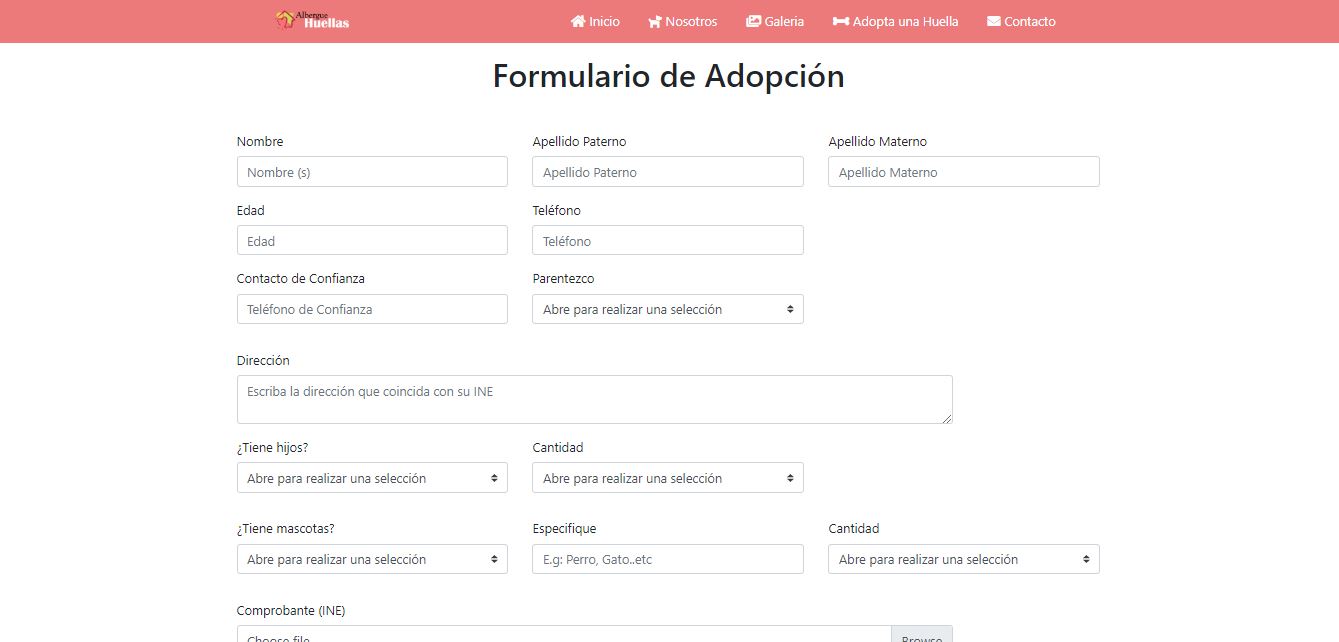 Albergue
Huellas
Inicio Nosotros Galeria Adopta una Huella Contacto
Formulario de Adopción
Nombre Apellido Paterno Apellido Materno
Nombre (s) Apellido Paterno Apellido Materno
Edad Teléfono
Edad Teléfono
Contacto de Confianza Parentezco
Teléfono de Confianza Abre para realizar una selección
Dirección
Escriba la dirección que coincida con su INE
¿Tiene hijos? Cantidad
Abre para realizar una selección Abre para realizar una selección
¿Tiene mascotas? Especifique Cantidad
Abre para realizar una selección E.g: Perro, Gato..etc Abre para realizar una selección
Comprobante (INE)
Choose file Browse